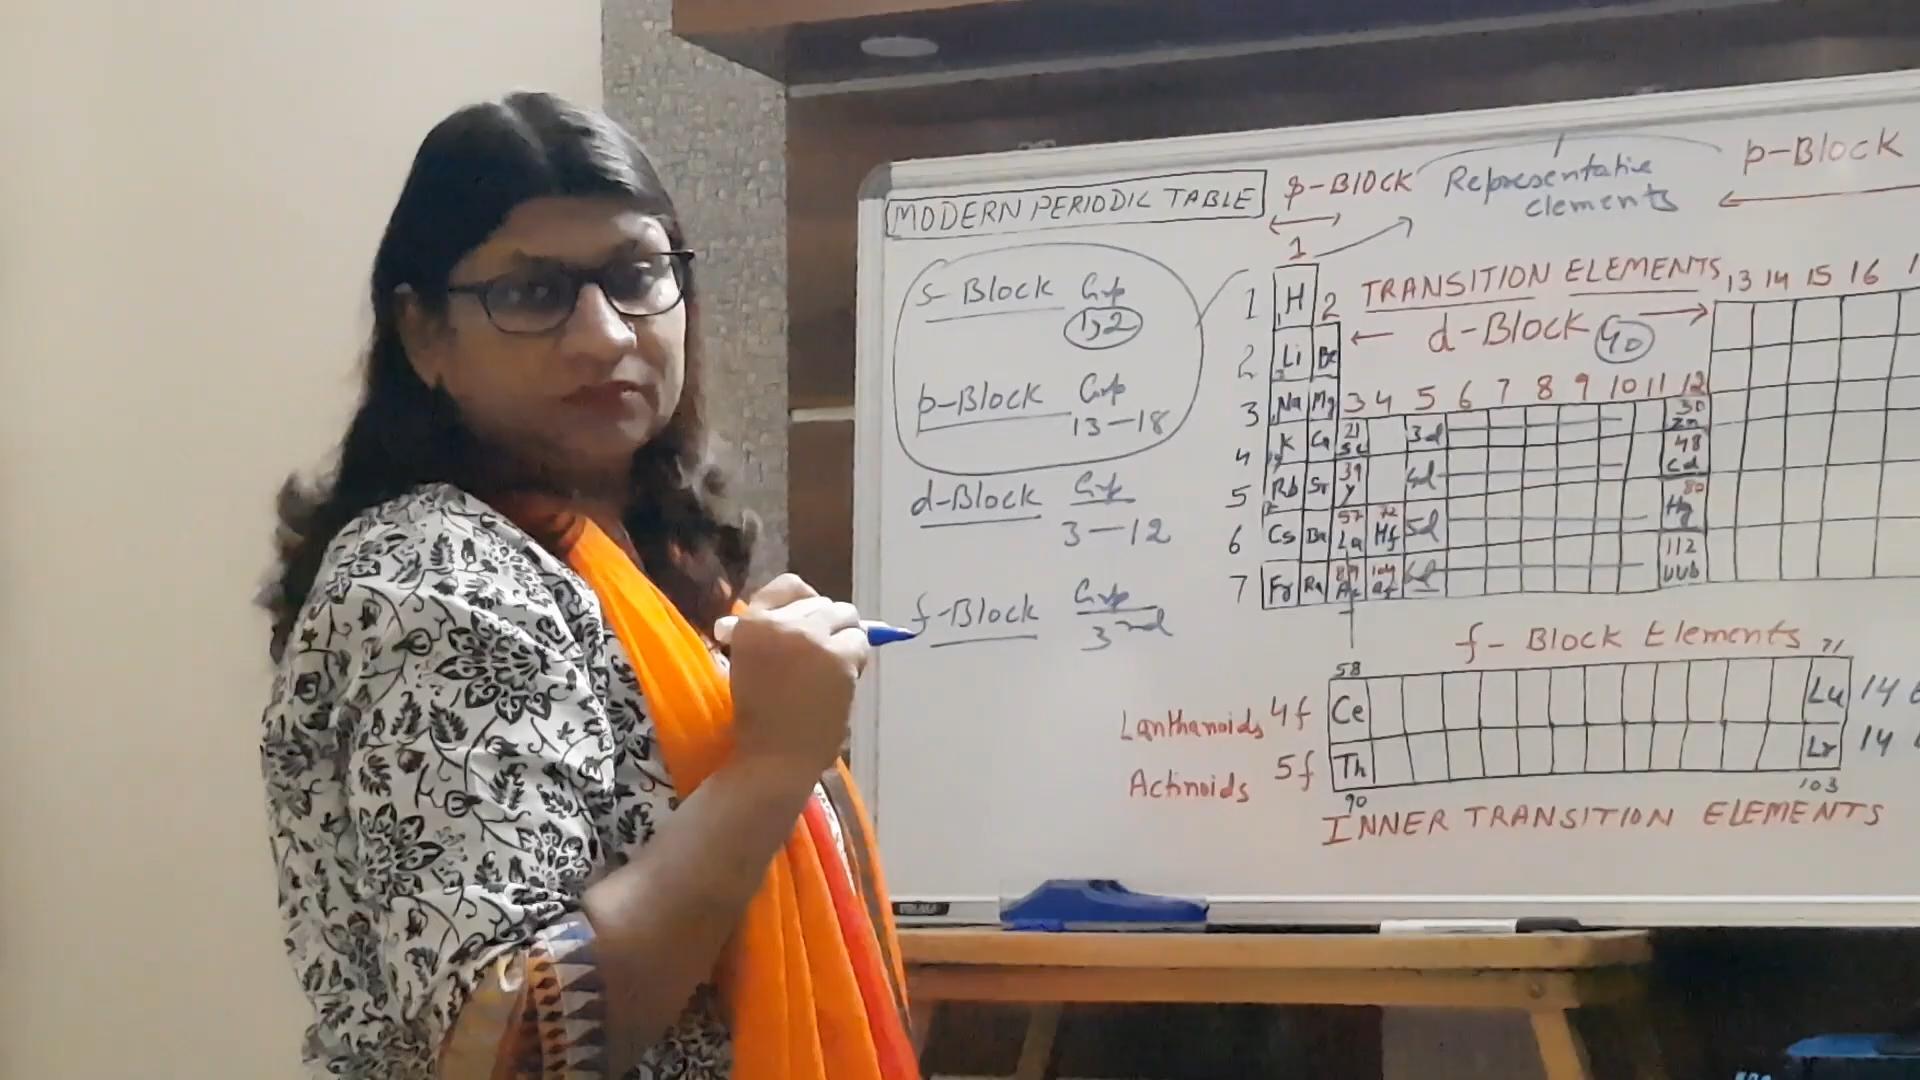 MODERN PERIODIC TABLE
s-BLOCK
Representative
elements
p-BLOCK
s-Block Grp
1,2
p-Block Grp
13-18
d-Block Grp
3-12
f-Block Grp
3nd
1
TRANSITION ELEMENTS
13 14 15 16
d-Block 40
1 H 2
2 Li Be
3 Na Mg 3 4 5 6 7 8 9 10 11 12
4 K Ca 21 Sc 3d 30 Zn
5 Rb Sr 39 Y 4d 48 Cd
6 Cs Ba 57 La 72 Hf 5d 80 Hg
7 Fr Ra 89 Ac 104 Rf 6d 112 Uub
f-Block Elements
58 71
Lanthanoids 4f Ce Lu 14
Actinoids 5f Th Lr 14
90 103
INNER TRANSITION ELEMENTS